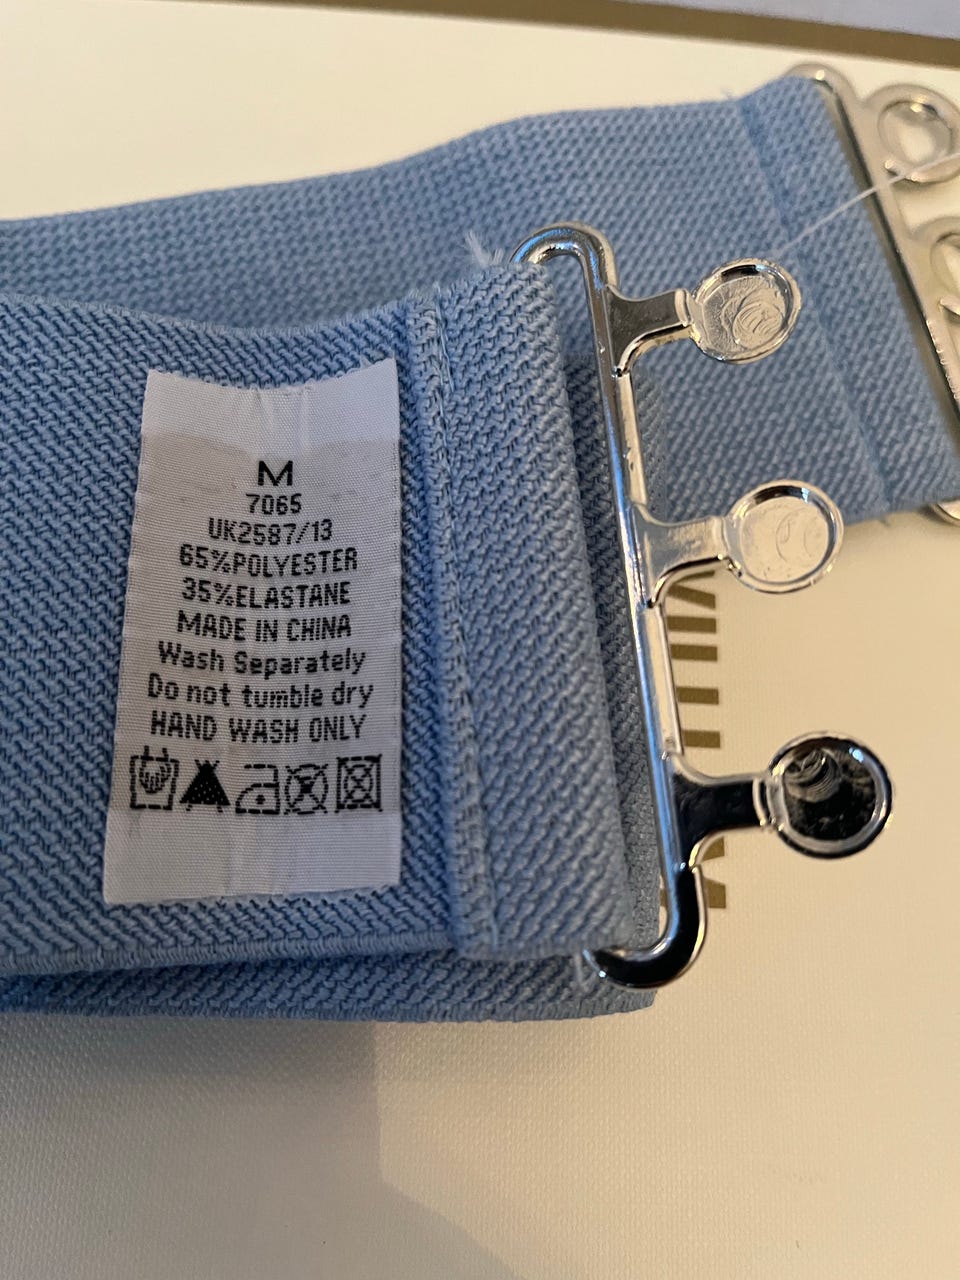 M
7065
UK2587/13
65%POLYESTER
35%ELASTANE
MADE IN CHINA
Wash Separately
Do not tumble dry
HAND WASH ONLY